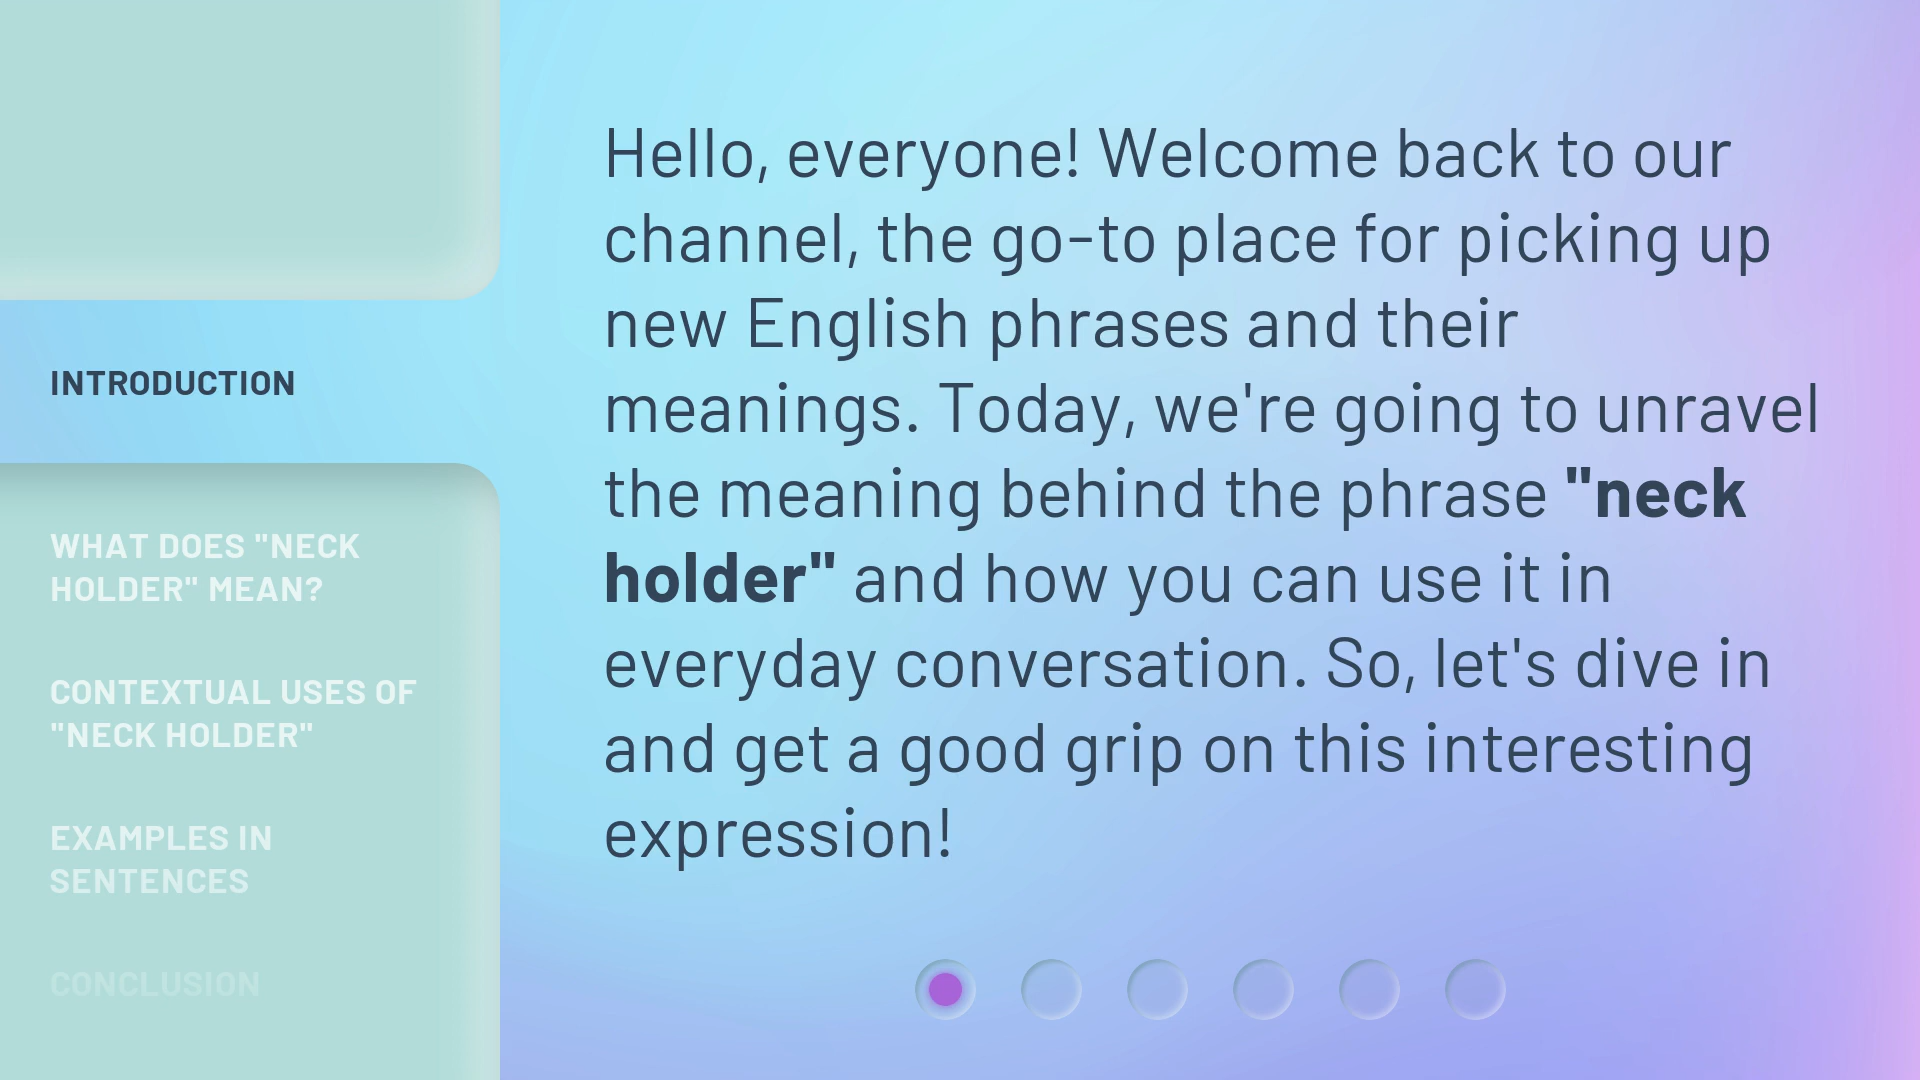 INTRODUCTION
WHAT DOES "NECK
HOLDER" MEAN?
CONTEXTUAL USES OF
"NECK HOLDER"
EXAMPLES IN
SENTENCES
CONCLUSION
Hello, everyone! Welcome back to our
channel, the go-to place for picking up
new English phrases and their
meanings. Today, we're going to unravel
the meaning behind the phrase "neck
holder" and how you can use it in
everyday conversation. So, let's dive in
and get a good grip on this interesting
expression!